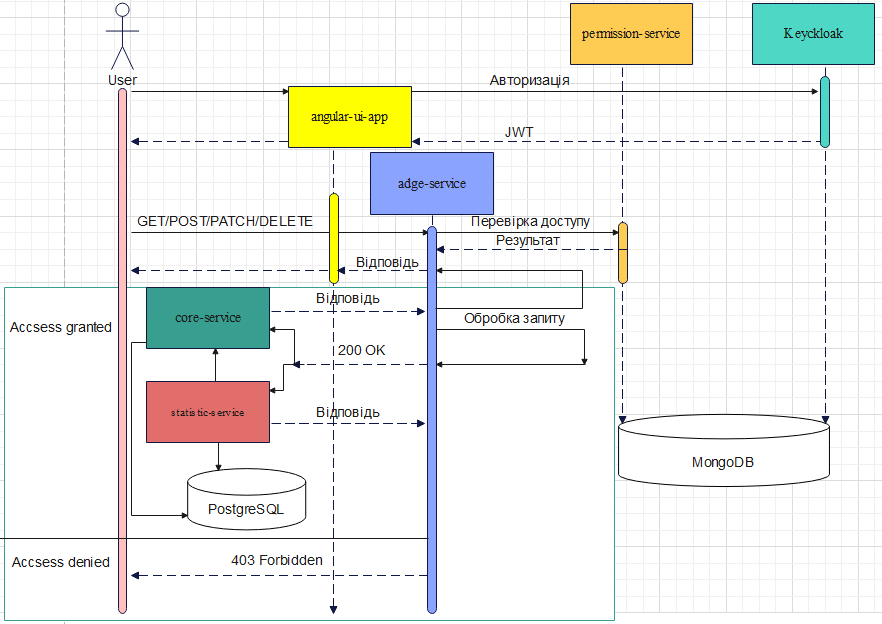 permission-service
Keyckloak
User
Авторизація
angular-ui-app
JWT
adge-service
GET/POST/PATCH/DELETE
Перевірка доступу
Результат
Відповідь
Відповідь
core-service
Accsess granted
Обробка запиту
200 OK
statistic-service
Відповідь
MongoDB
PostgreSQL
Accsess denied
403 Forbidden